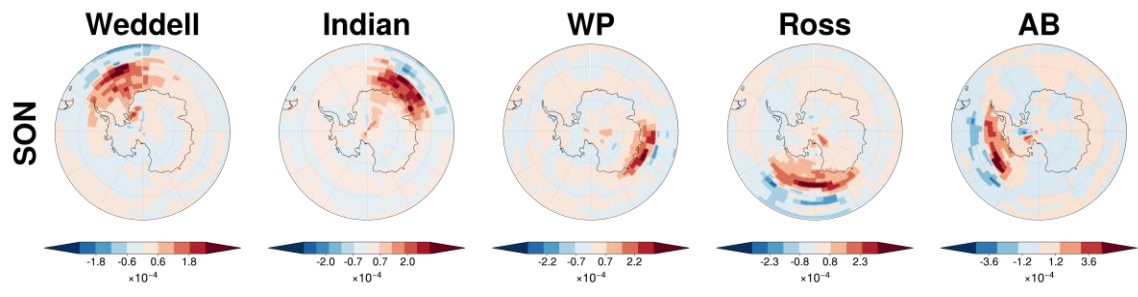 Weddell Indian WP Ross AB
SON
-1.8 -0.6 0.6 1.8 -2.0 -0.7 0.7 2.0 -2.2 -0.7 0.7 2.2 -2.3 -0.8 0.8 2.3 -3.6 -1.2 1.2 3.6
×10⁻⁴ ×10⁻⁴ ×10⁻⁴ ×10⁻⁴ ×10⁻⁴